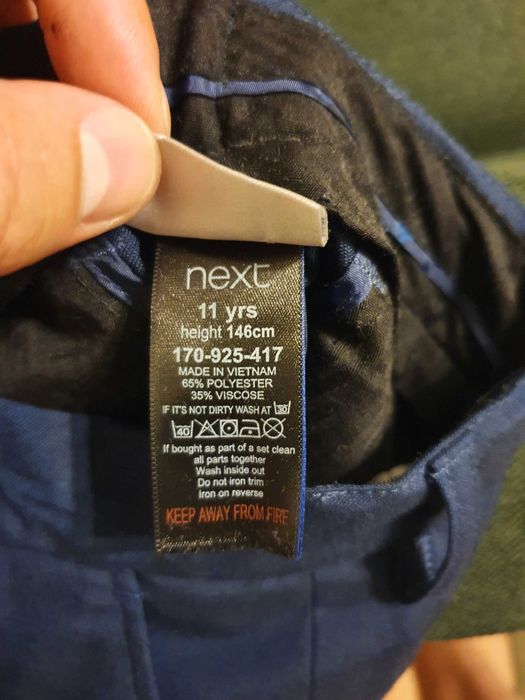 next
11 yrs
height 146cm
170-925-417
MADE IN VIETNAM
65% POLYESTER
35% VISCOSE
IF IT'S NOT DIRTY WASH AT 30
40
If bought as part of a set clean
all parts together
Wash inside out
Do not iron trim
Iron on reverse
KEEP AWAY FROM FIRE